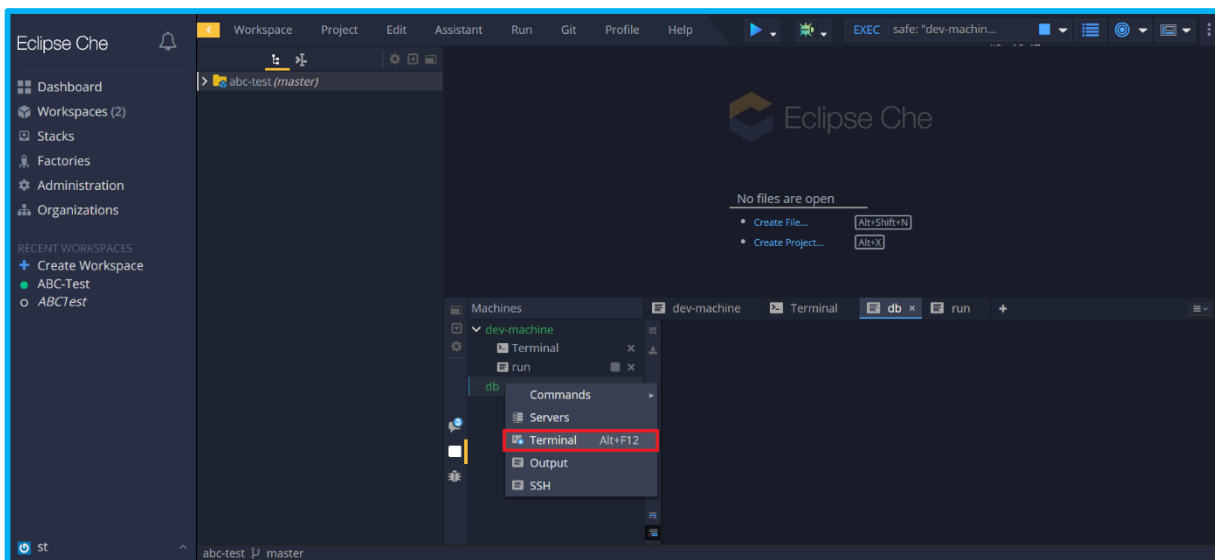 Eclipse Che
Dashboard
Workspaces (2)
Stacks
Factories
Administration
Organizations
RECENT WORKSPACES
Create Workspace
ABC-Test
ABCTest
st
Workspace Project Edit Assistant Run Git Profile Help
EXEC safe: "dev-machin...
abc-test (master)
Eclipse Che
No files are open
Create File... Alt+Shift+N
Create Project... Alt+X
Machines
dev-machine Terminal db × run +
dev-machine
Terminal
run
db
Commands
Servers
Terminal Alt+F12
Output
SSH
3
abc-test master